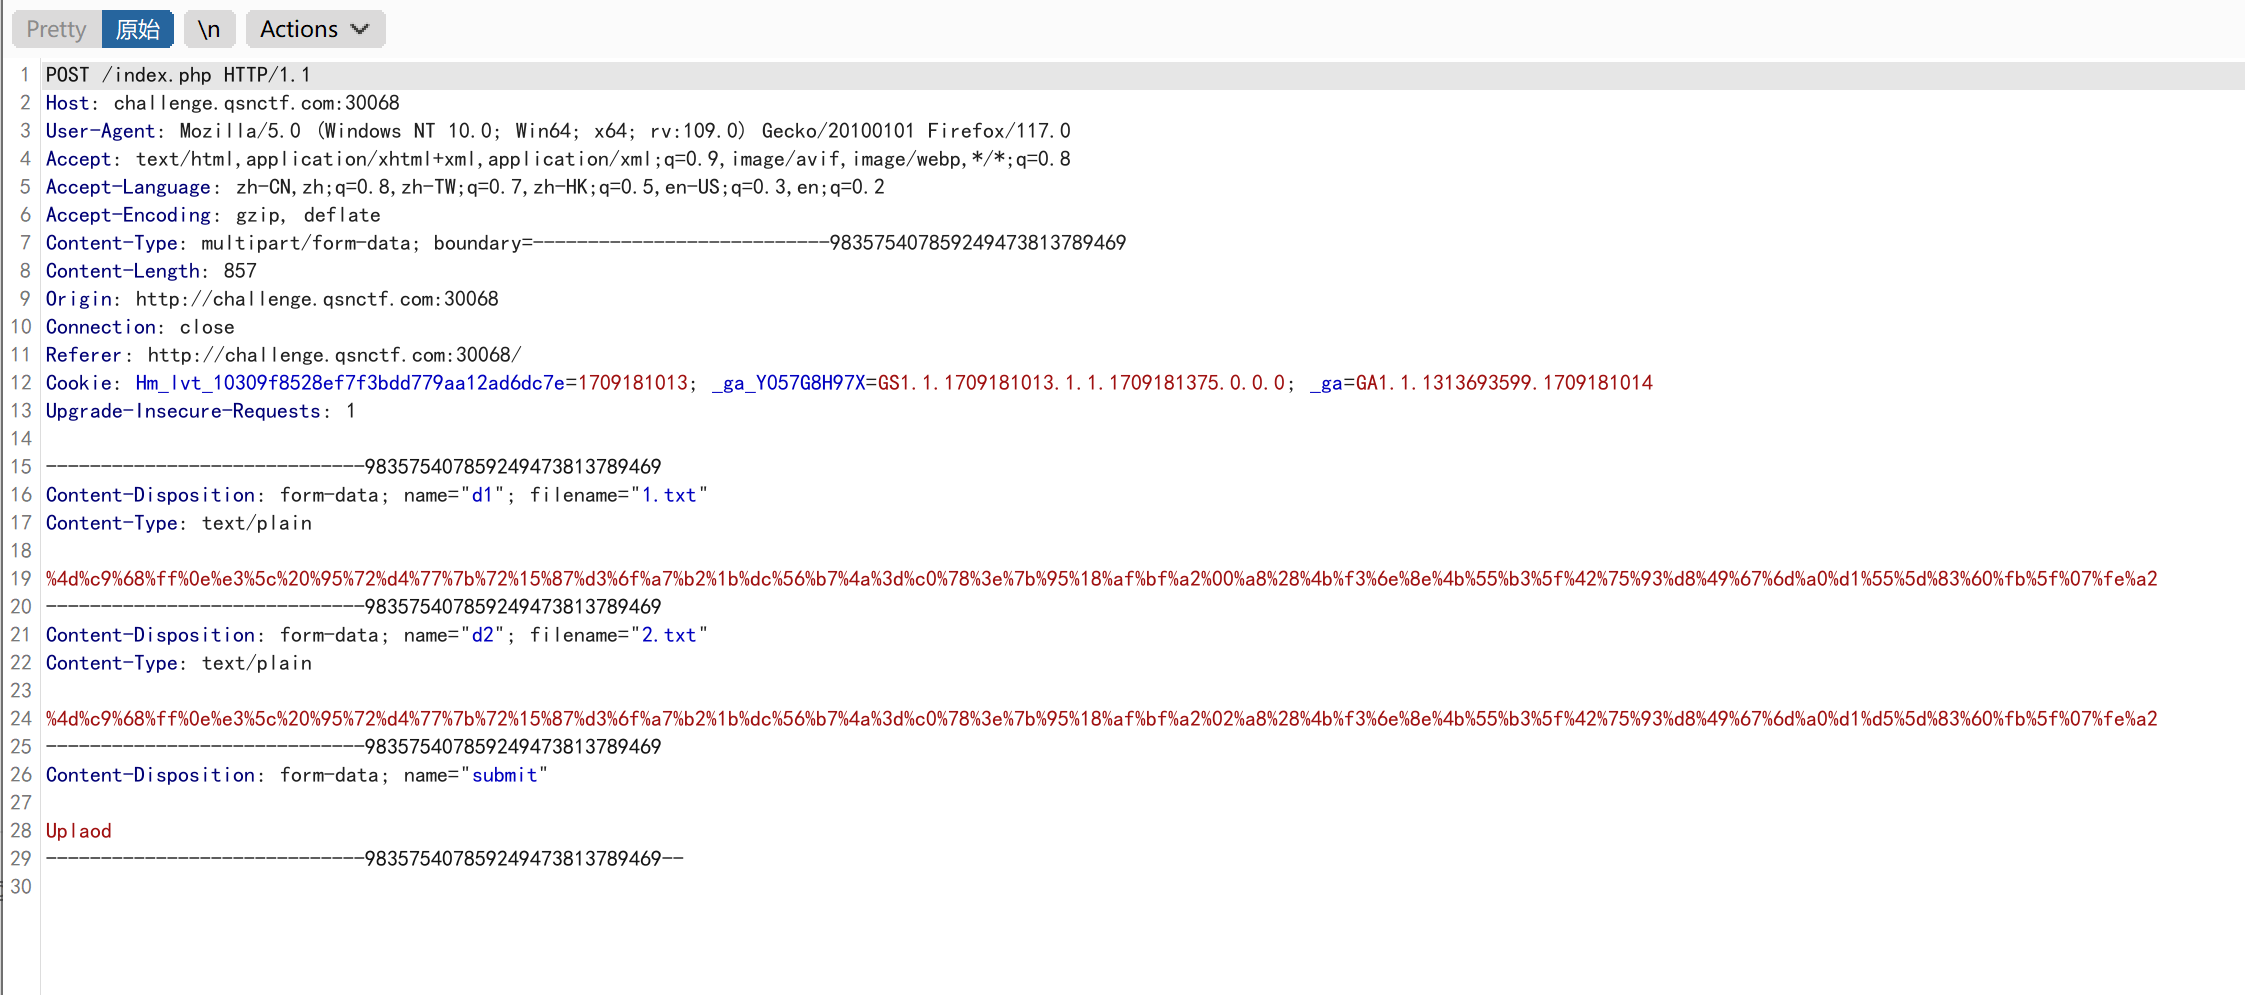 Pretty 原始 \n Actions
1 POST /index.php HTTP/1.1
2 Host: challenge.qsnctf.com:30068
3 User-Agent: Mozilla/5.0 (Windows NT 10.0; Win64; x64; rv:109.0) Gecko/20100101 Firefox/117.0
4 Accept: text/html,application/xhtml+xml,application/xml;q=0.9,image/avif,image/webp,*/*;q=0.8
5 Accept-Language: zh-CN,zh;q=0.8,zh-TW;q=0.7,zh-HK;q=0.5,en-US;q=0.3,en;q=0.2
6 Accept-Encoding: gzip, deflate
7 Content-Type: multipart/form-data; boundary=---------------------------983575407859249473813789469
8 Content-Length: 857
9 Origin: http://challenge.qsnctf.com:30068
10 Connection: close
11 Referer: http://challenge.qsnctf.com:30068/
12 Cookie: Hm_lvt_10309f8528ef7f3bdd779aa12ad6dc7e=1709181013; _ga_Y057G8H97X=GS1.1.1709181013.1.1.1709181375.0.0.0; _ga=GA1.1.1313693599.1709181014
13 Upgrade-Insecure-Requests: 1
14
15 -----------------------------983575407859249473813789469
16 Content-Disposition: form-data; name="d1"; filename="1.txt"
17 Content-Type: text/plain
18
19 %4d%c9%68%ff%0e%e3%5c%20%95%72%d4%77%7b%72%15%87%d3%6f%a7%b2%1b%dc%56%b7%4a%3d%c0%78%3e%7b%95%18%af%bf%a2%00%a8%28%4b%f3%6e%8e%4b%55%b3%5f%42%75%93%d8%49%67%6d%a0%d1%55%5d%83%60%fb%5f%07%fe%a2
20 -----------------------------983575407859249473813789469
21 Content-Disposition: form-data; name="d2"; filename="2.txt"
22 Content-Type: text/plain
23
24 %4d%c9%68%ff%0e%e3%5c%20%95%72%d4%77%7b%72%15%87%d3%6f%a7%b2%1b%dc%56%b7%4a%3d%c0%78%3e%7b%95%18%af%bf%a2%02%a8%28%4b%f3%6e%8e%4b%55%b3%5f%42%75%93%d8%49%67%6d%a0%d1%d5%5d%83%60%fb%5f%07%fe%a2
25 -----------------------------983575407859249473813789469
26 Content-Disposition: form-data; name="submit"
27
28 Uplaod
29 -----------------------------983575407859249473813789469--
30